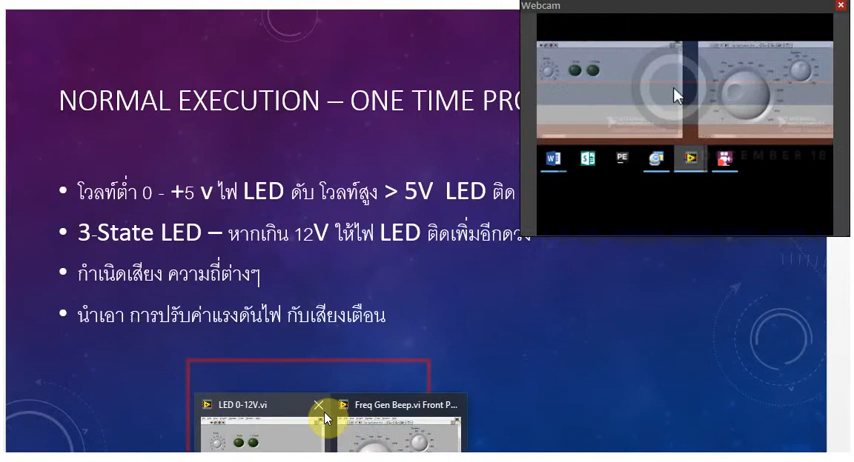 Webcam
NORMAL EXECUTION – ONE TIME PRO
• โวลท์ต่ำ 0 - +5 v ไฟ LED ดับ โวลท์สูง > 5V LED ติด
• 3-State LED – หากเกิน 12V ให้ไฟ LED ติดเพิ่มอีกดวง
• กำเนิดเสียง ความถี่ต่างๆ
• นำเอา การปรับค่าแรงดันไฟ กับเสียงเตือน
LED 0-12V.vi
Freq Gen Beep.vi Front P...